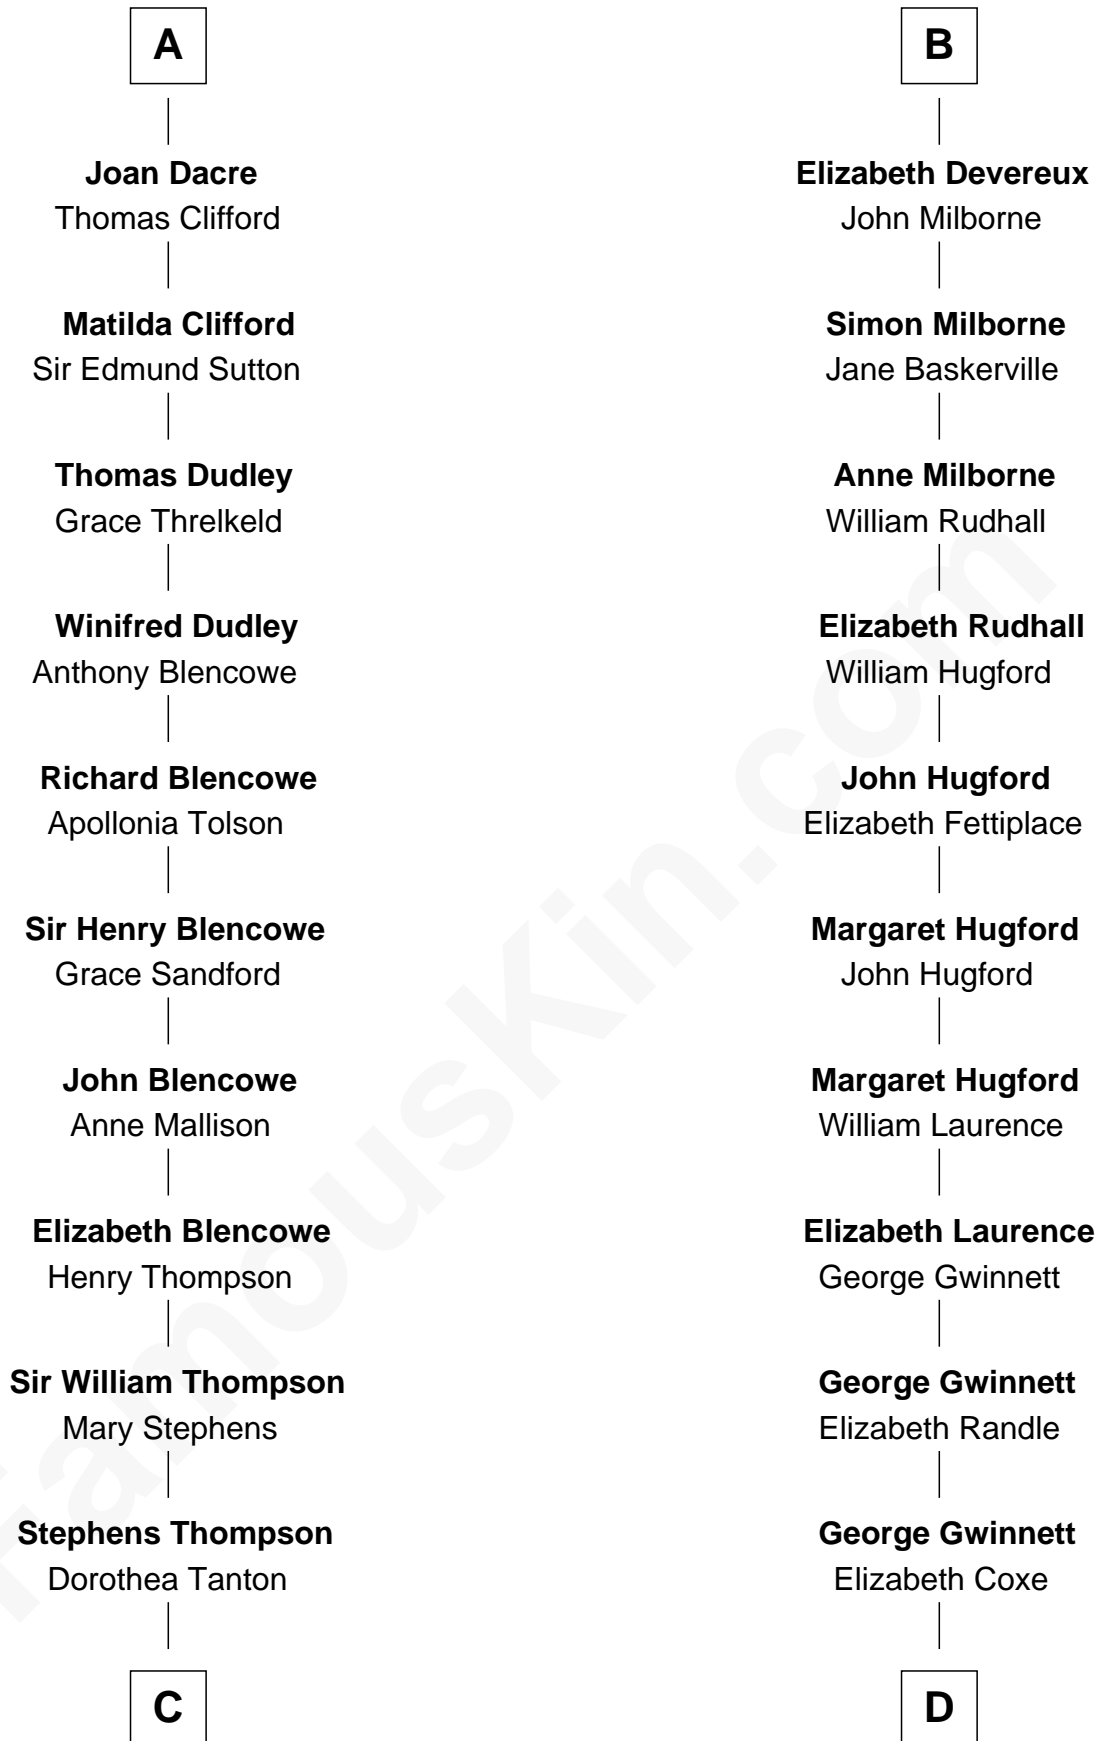 A
Joan Dacre
Thomas Clifford
Matilda Clifford
Sir Edmund Sutton
Thomas Dudley
Grace Threlkeld
Winifred Dudley
Anthony Blencowe
Richard Blencowe
Apollonia Tolson
Sir Henry Blencowe
Grace Sandford
John Blencowe
Anne Mallison
Elizabeth Blencowe
Henry Thompson
Sir William Thompson
Mary Stephens
Stephens Thompson
Dorothea Tanton
C
B
Elizabeth Devereux
John Milborne
Simon Milborne
Jane Baskerville
Anne Milborne
William Rudhall
Elizabeth Rudhall
William Hugford
John Hugford
Elizabeth Fettiplace
Margaret Hugford
John Hugford
Margaret Hugford
William Laurence
Elizabeth Laurence
George Gwinnett
George Gwinnett
Elizabeth Randle
George Gwinnett
Elizabeth Coxe
D
FamousKin.com